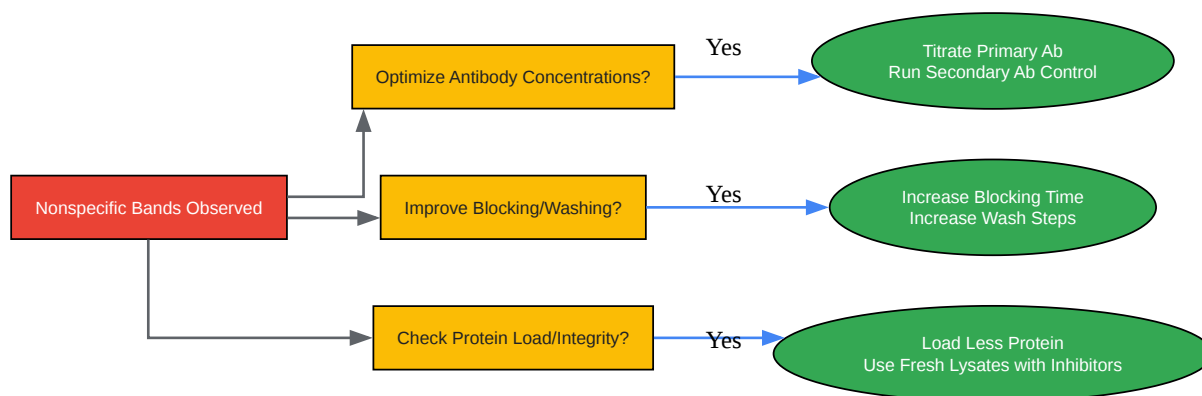 Nonspecific Bands Observed
Optimize Antibody Concentrations?
Yes
Titrate Primary Ab
Run Secondary Ab Control
Improve Blocking/Washing?
Yes
Increase Blocking Time
Increase Wash Steps
Check Protein Load/Integrity?
Yes
Load Less Protein
Use Fresh Lysates with Inhibitors